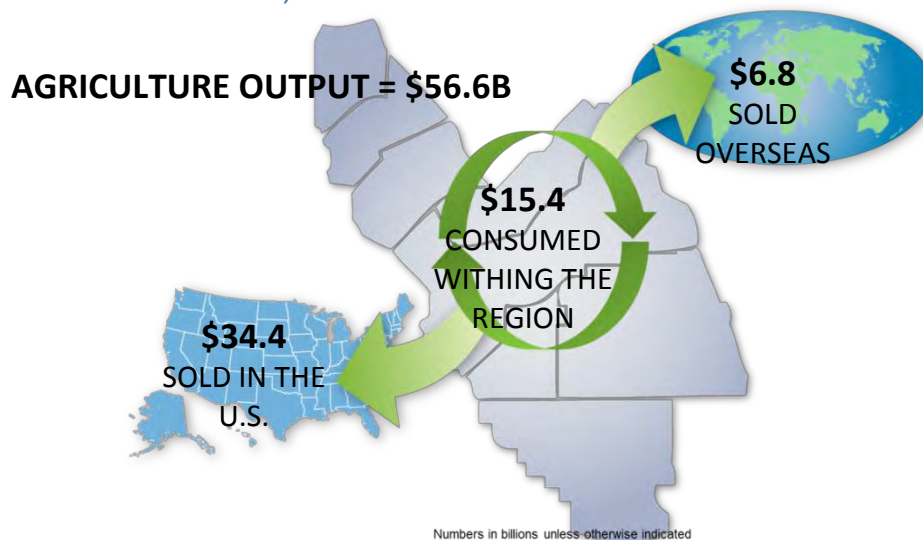 AGRICULTURE OUTPUT = $56.6B
$6.8
SOLD
OVERSEAS
$15.4
CONSUMED
WITHING THE
REGION
$34.4
SOLD IN THE
U.S.
Numbers in billions unless otherwise indicated